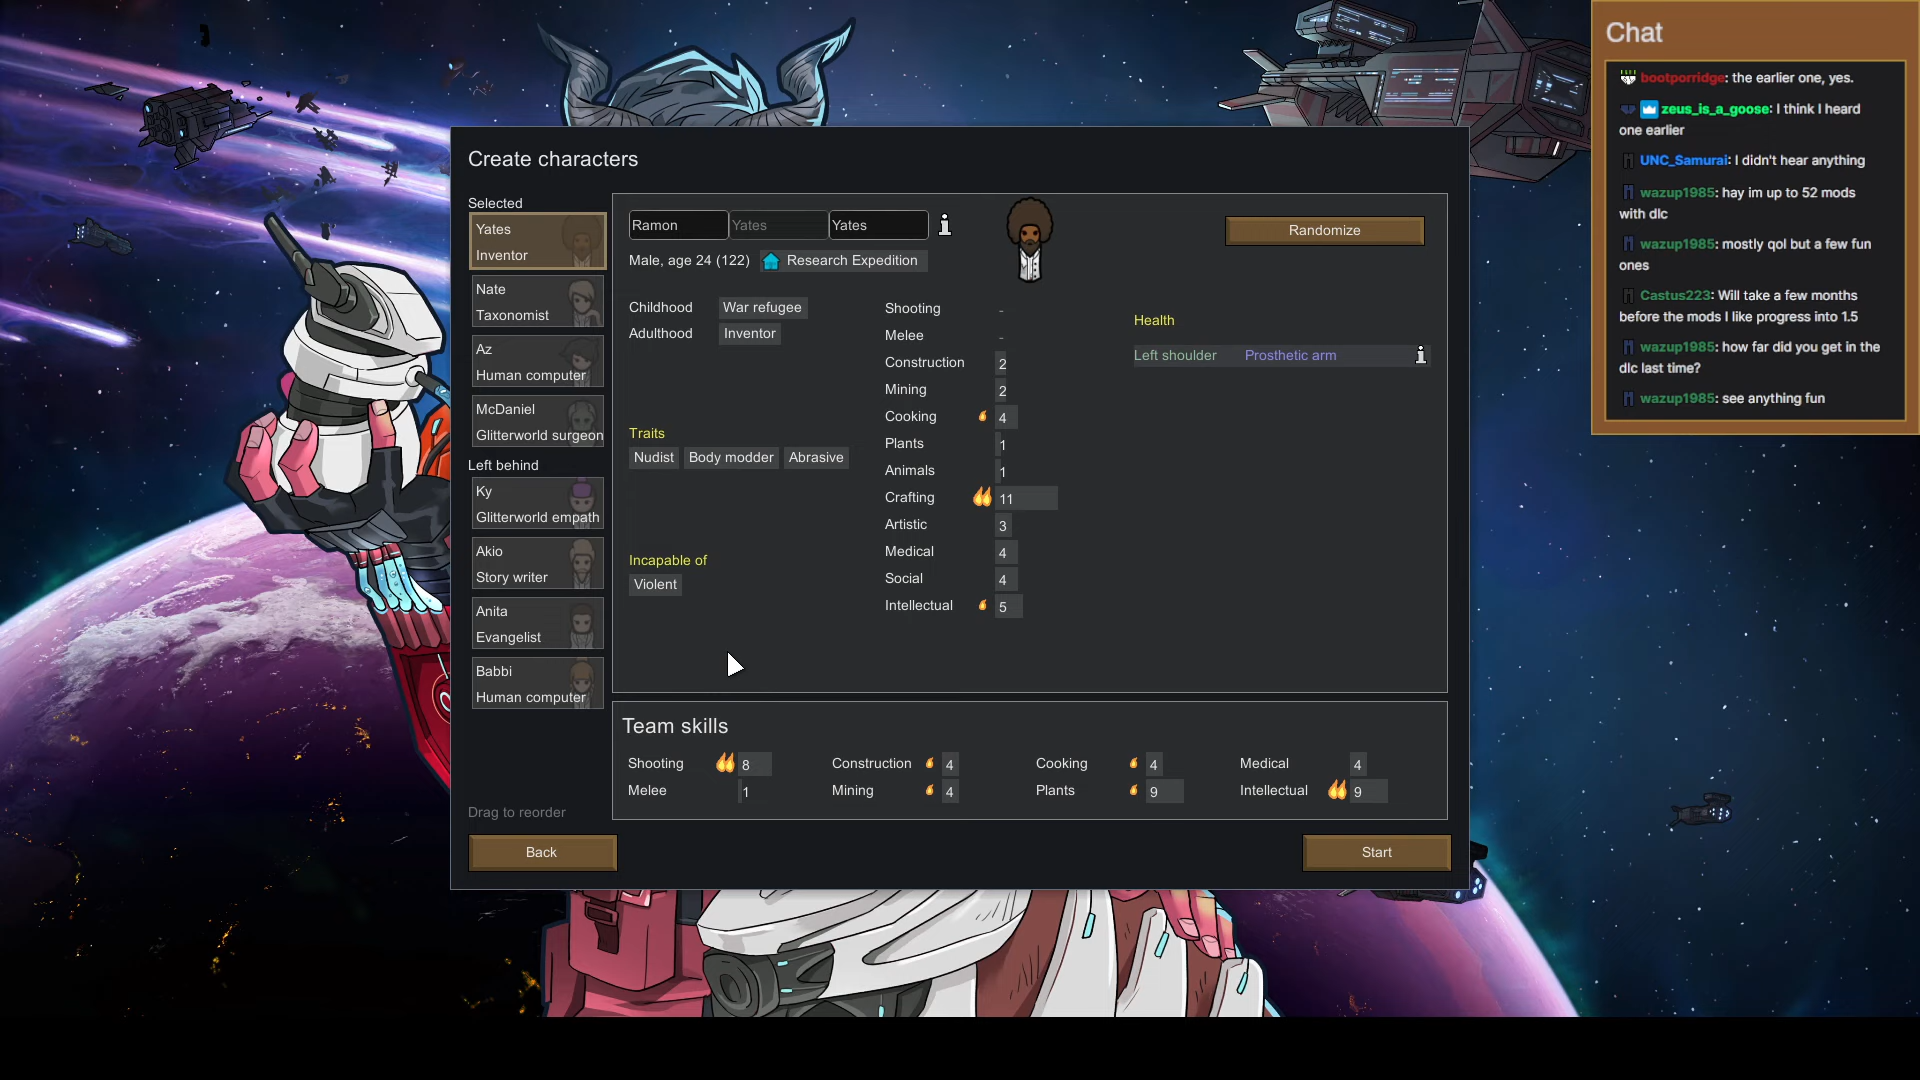 Create characters
Selected
Yates
Inventor
Nate
Taxonomist
Az
Human computer
McDaniel
Glitterworld surgeon
Left behind
Ky
Glitterworld empath
Akio
Story writer
Anita
Evangelist
Babbi
Human computer
Drag to reorder
Back
Ramon Yates Yates
Randomize
Male, age 24 (122) Research Expedition
Childhood War refugee
Adulthood Inventor
Traits
Nudist Body modder Abrasive
Incapable of
Violent
Shooting -
Melee -
Construction 2
Mining 2
Cooking 4
Plants 1
Animals 1
Crafting 11
Artistic 3
Medical 4
Social 4
Intellectual 5
Health
Left shoulder Prosthetic arm
Team skills
Shooting 8 Construction 4 Cooking 4 Medical 4
Melee 1 Mining 4 Plants 9 Intellectual 9
Start
Chat
bootporridge: the earlier one, yes.
zeus_is_a_goose: I think I heard
one earlier
UNC_Samurai: I didn't hear anything
wazup1985: hay im up to 52 mods
with dlc
wazup1985: mostly qol but a few fun
ones
Castus223: Will take a few months
before the mods I like progress into 1.5
wazup1985: how far did you get in the
dlc last time?
wazup1985: see anything fun